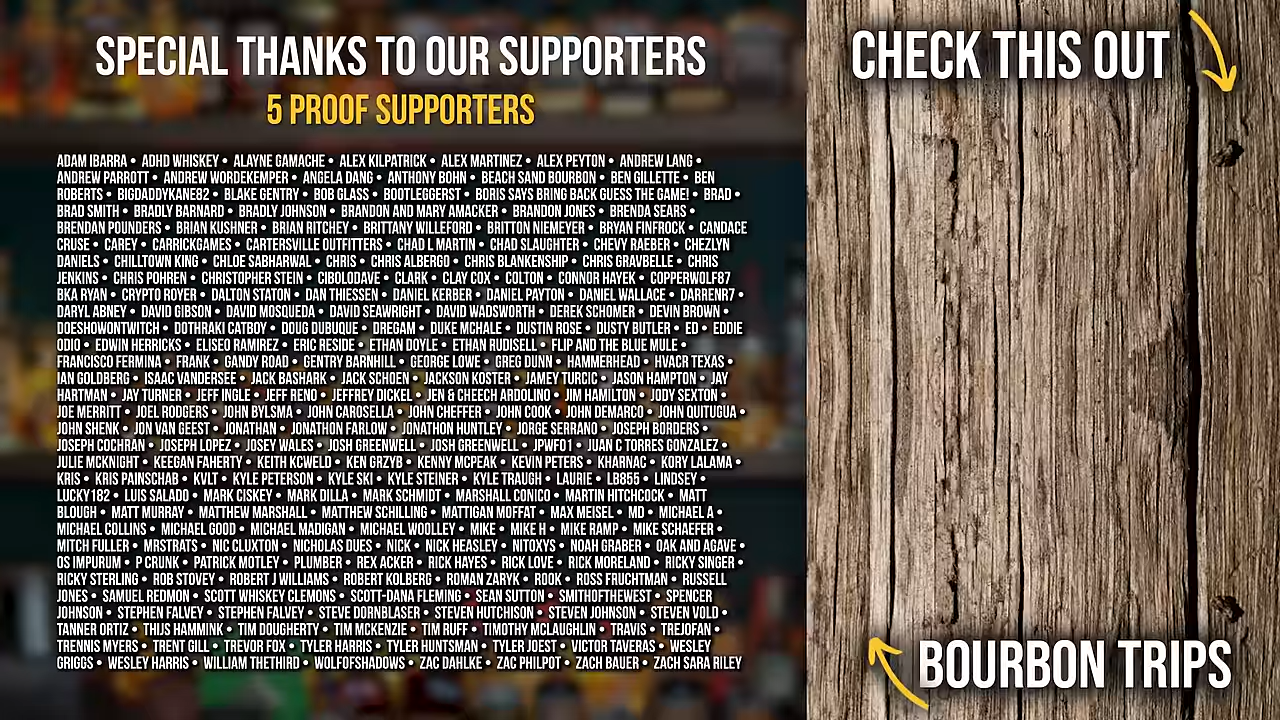 SPECIAL THANKS TO OUR SUPPORTERS
5 PROOF SUPPORTERS
ADAM IBARRA • ADHD WHISKEY • ALAYNE GAMACHE • ALEX KILPATRICK • ALEX MARTINEZ • ALEX PEYTON • ANDREW LANG •
ANDREW PARROTT • ANDREW WORDEKEMPER • ANGELA DANG • ANTHONY BOHN • BEACH SAND BOURBON • BEN GILLETTE • BEN
ROBERTS • BIGDADDYKANE82 • BLAKE GENTRY • BOB GLASS • BOOTLEGGERST • BORIS SAYS BRING BACK GUESS THE GAME! • BRAD •
BRAD SMITH • BRADLY BARNARD • BRADLY JOHNSON • BRANDON AND MARY AMACKER • BRANDON JONES • BRENDA SEARS •
BRENDAN POUNDERS • BRIAN KUSHNER • BRIAN RITCHEY • BRITTANY WILLEFORD • BRITTON NIEMEYER • BRYAN FINFROCK • CANDACE
CRUSE • CAREY • CARRICKGAMES • CARTERSVILLE OUTFITTERS • CHAD L MARTIN • CHAD SLAUGHTER • CHEVY RAEBER • CHEZLYN
DANIELS • CHILLTOWN KING • CHLOE SABHARWAL • CHRIS • CHRIS ALBERGO • CHRIS BLANKENSHIP • CHRIS GRAVBELLE • CHRIS
JENKINS • CHRIS POHREN • CHRISTOPHER STEIN • CIBOLODAVE • CLARK • CLAY COX • COLTON • CONNOR HAYEK • COPPERWOLF87
BKA RYAN • CRYPTO ROYER • DALTON STATON • DAN THIESSEN • DANIEL KERBER • DANIEL PAYTON • DANIEL WALLACE • DARRENR7 •
DARYL ABNEY • DAVID GIBSON • DAVID MOSQUEDA • DAVID SEAWRIGHT • DAVID WADSWORTH • DEREK SCHOMER • DEVIN BROWN •
DOESHOWONTWITCH • DOTHRAKI CATBOY • DOUG DUBUQUE • DREGAM • DUKE MCHALE • DUSTIN ROSE • DUSTY BUTLER • ED • EDDIE
ODIO • EDWIN HERRICKS • ELISEO RAMIREZ • ERIC RESIDE • ETHAN DOYLE • ETHAN RUDISELL • FLIP AND THE BLUE MULE •
FRANCISCO FERMINA • FRANK • GANDY ROAD • GENTRY BARNHILL • GEORGE LOWE • GREG DUNN • HAMMERHEAD • HVACR TEXAS •
IAN GOLDBERG • ISAAC VANDERSEE • JACK BASHARK • JACK SCHOEN • JACKSON KOSTER • JAMEY TURCIC • JASON HAMPTON • JAY
HARTMAN • JAY TURNER • JEFF INGLE • JEFF RENO • JEFFREY DICKEL • JEN & CHEECH ARDOLINO • JIM HAMILTON • JODY SEXTON •
JOE MERRITT • JOEL RODGERS • JOHN BYLSMA • JOHN CAROSELLA • JOHN CHEFFER • JOHN COOK • JOHN DEMARCO • JOHN QUITUGUA •
JOHN SHENK • JON VAN GEEST • JONATHAN • JONATHON FARLOW • JONATHON HUNTLEY • JORGE SERRANO • JOSEPH BORDERS •
JOSEPH COCHRAN • JOSEPH LOPEZ • JOSEY WALES • JOSH GREENWELL • JOSH GREENWELL • JPWF01 • JUAN C TORRES GONZALEZ •
JULIE MCKNIGHT • KEEGAN FAHERTY • KEITH KCWELD • KEN GRZYB • KENNY MCPEAK • KEVIN PETERS • KHARNAC • KORY LALAMA •
KRIS • KRIS PAINSCHAB • KVLT • KYLE PETERSON • KYLE SKI • KYLE STEINER • KYLE TRAUGH • LAURIE • LB855 • LINDSEY •
LUCKY182 • LUIS SALADO • MARK CISKEY • MARK DILLA • MARK SCHMIDT • MARSHALL CONICO • MARTIN HITCHCOCK • MATT
BLOUGH • MATT MURRAY • MATTHEW MARSHALL • MATTHEW SCHILLING • MATTIGAN MOFFAT • MAX MEISEL • MD • MICHAEL A •
MICHAEL COLLINS • MICHAEL GOOD • MICHAEL MADIGAN • MICHAEL WOOLLEY • MIKE • MIKE H • MIKE RAMP • MIKE SCHAEFER •
MITCH FULLER • MRSTRATS • NIC CLUXTON • NICHOLAS DUES • NICK • NICK HEASLEY • NITOXYS • NOAH GRABER • OAK AND AGAVE •
OS IMPURUM • P CRUNK • PATRICK MOTLEY • PLUMBER • REX ACKER • RICK HAYES • RICK LOVE • RICK MORELAND • RICKY SINGER •
RICKY STERLING • ROB STOVEY • ROBERT J WILLIAMS • ROBERT KOLBERG • ROMAN ZARYK • ROOK • ROSS FRUCHTMAN • RUSSELL
JONES • SAMUEL REDMON • SCOTT WHISKEY CLEMONS • SCOTT-DANA FLEMING • SEAN SUTTON • SMITHOFTHEWEST • SPENCER
JOHNSON • STEPHEN FALVEY • STEPHEN FALVEY • STEVE DORNBLASER • STEVEN HUTCHISON • STEVEN JOHNSON • STEVEN VOLD •
TANNER ORTIZ • THIJS HAMMINK • TIM DOUGHERTY • TIM MCKENZIE • TIM RUFF • TIMOTHY MCLAUGHLIN • TRAVIS • TREJOFAN •
TRENNIS MYERS • TRENT GILL • TREVOR FOX • TYLER HARRIS • TYLER HUNTSMAN • TYLER JOEST • VICTOR TAVERAS • WESLEY
GRIGGS • WESLEY HARRIS • WILLIAM THETHIRD • WOLFOFSHADOWS • ZAC DAHLKE • ZAC PHILPOT • ZACH BAUER • ZACH SARA RILEY
CHECK THIS OUT
BOURBON TRIPS